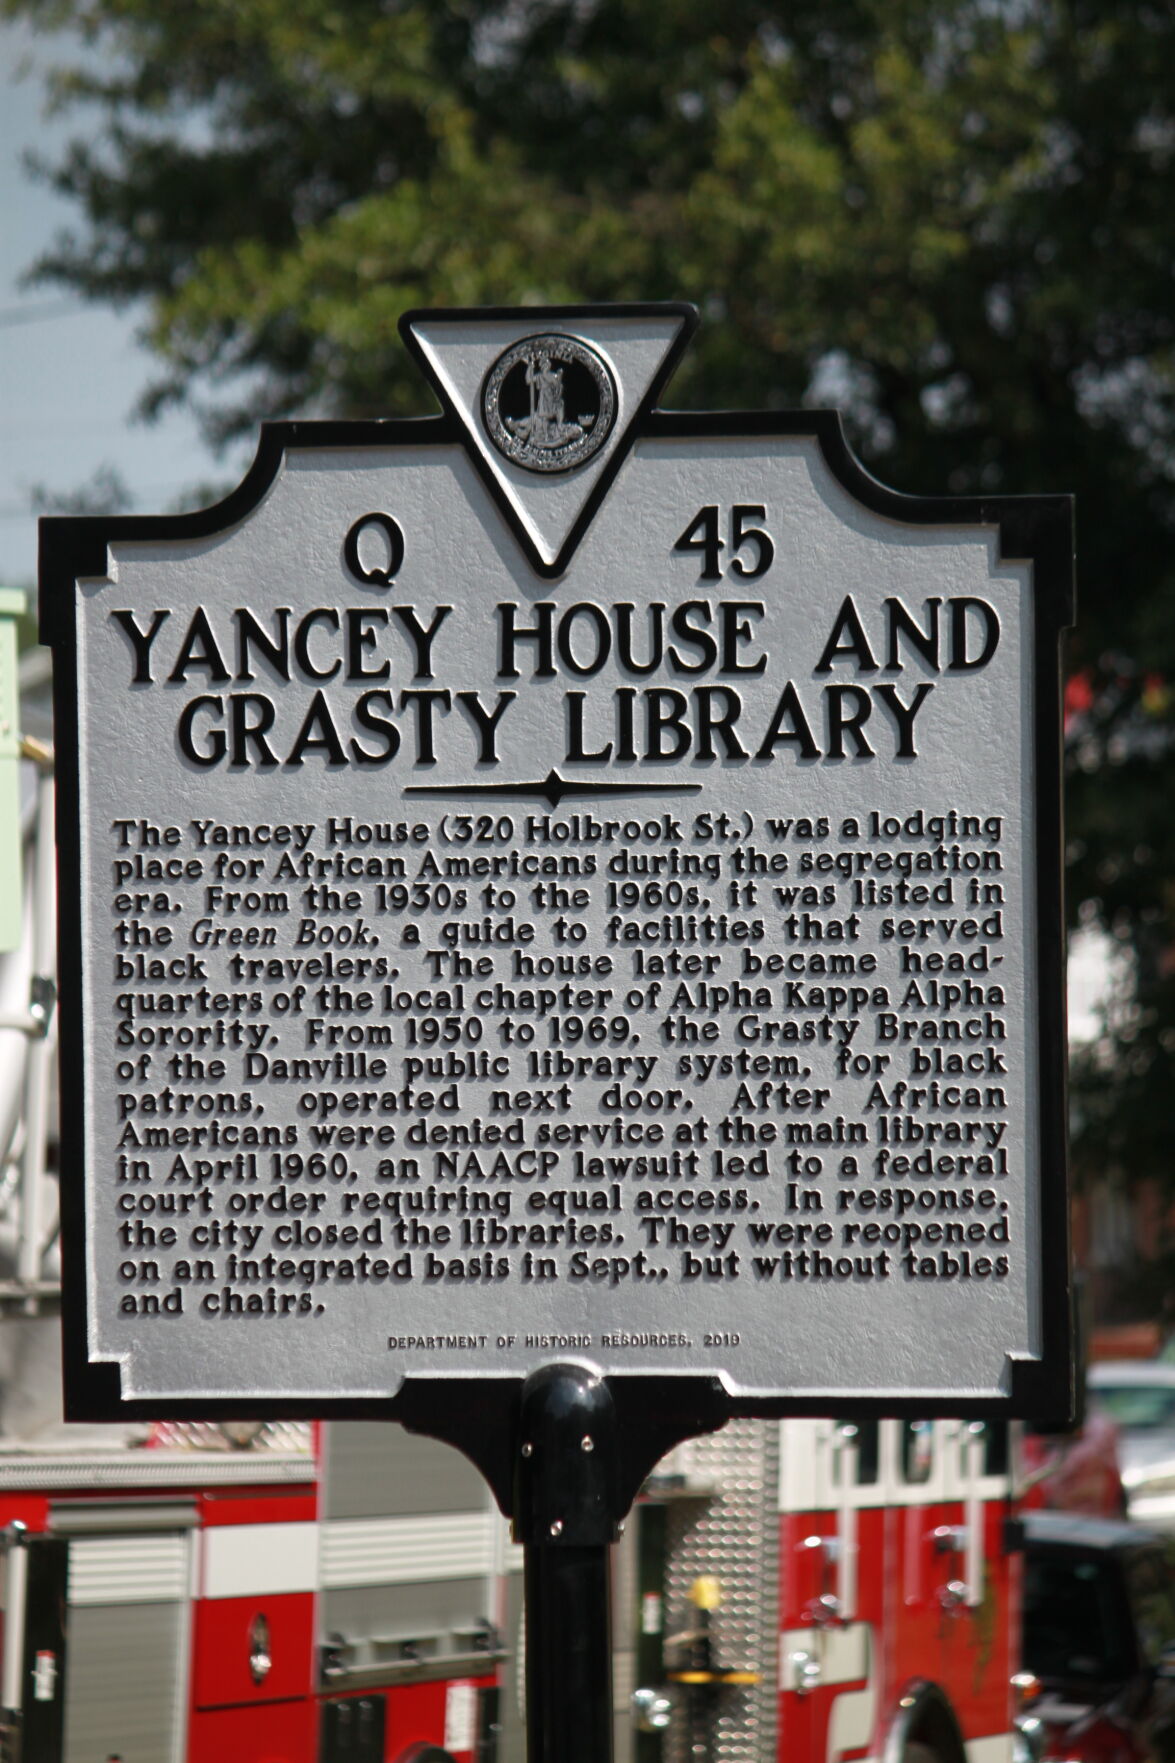 VIRGINIA
Q 45
YANCEY HOUSE AND
GRASTY LIBRARY
The Yancey House (320 Holbrook St.) was a lodging
place for African Americans during the segregation
era. From the 1930s to the 1960s, it was listed in
the Green Book, a guide to facilities that served
black travelers. The house later became head-
quarters of the local chapter of Alpha Kappa Alpha
Sorority. From 1950 to 1969, the Grasty Branch
of the Danville public library system, for black
patrons, operated next door. After African
Americans were denied service at the main library
in April 1960, an NAACP lawsuit led to a federal
court order requiring equal access. In response,
the city closed the libraries. They were reopened
on an integrated basis in Sept., but without tables
and chairs.
DEPARTMENT OF HISTORIC RESOURCES, 2019